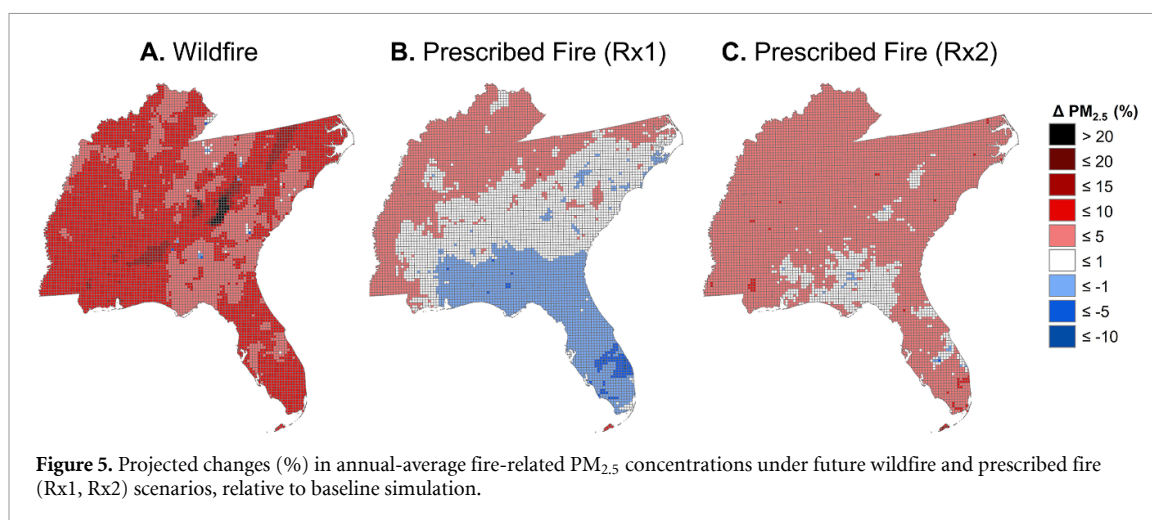 A. Wildfire
B. Prescribed Fire (Rx1)
C. Prescribed Fire (Rx2)
Δ PM₂.₅ (%)
> 20
≤ 20
≤ 15
≤ 10
≤ 5
≤ 1
≤ -1
≤ -5
≤ -10
Figure 5. Projected changes (%) in annual-average fire-related PM₂.₅ concentrations under future wildfire and prescribed fire
(Rx1, Rx2) scenarios, relative to baseline simulation.